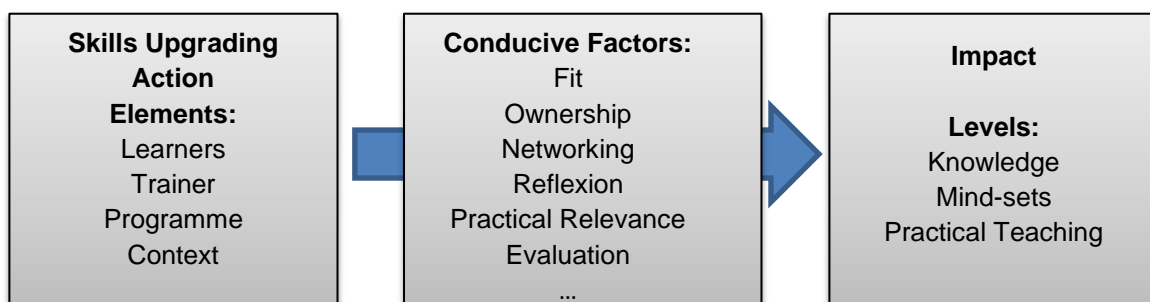 Skills Upgrading
Action
Elements:
Learners
Trainer
Programme
Context
Conducive Factors:
Fit
Ownership
Networking
Reflexion
Practical Relevance
Evaluation
...
Impact
Levels:
Knowledge
Mind-sets
Practical Teaching